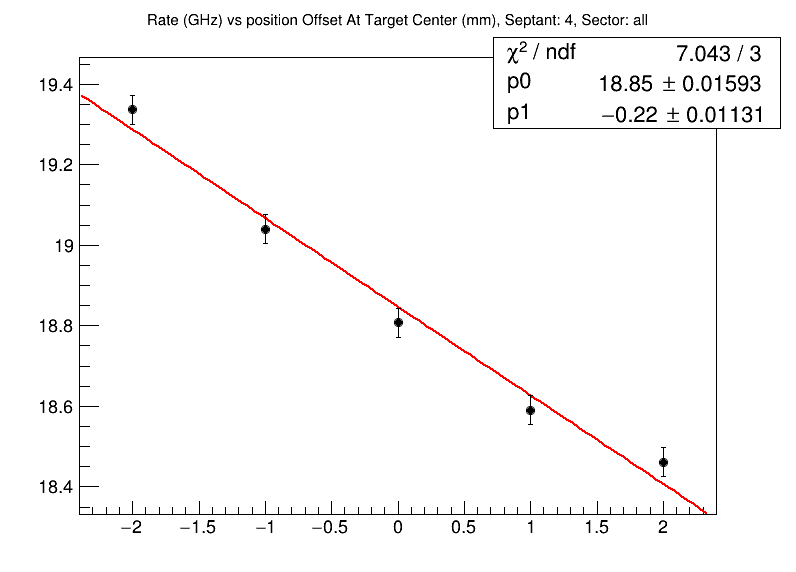 Rate (GHz) vs position Offset At Target Center (mm), Septant: 4, Sector: all
χ² / ndf 7.043 / 3
p0 18.85 ± 0.01593
p1 −0.22 ± 0.01131
19.4
19.2
19
18.8
18.6
18.4
−2 −1.5 −1 −0.5 0 0.5 1 1.5 2